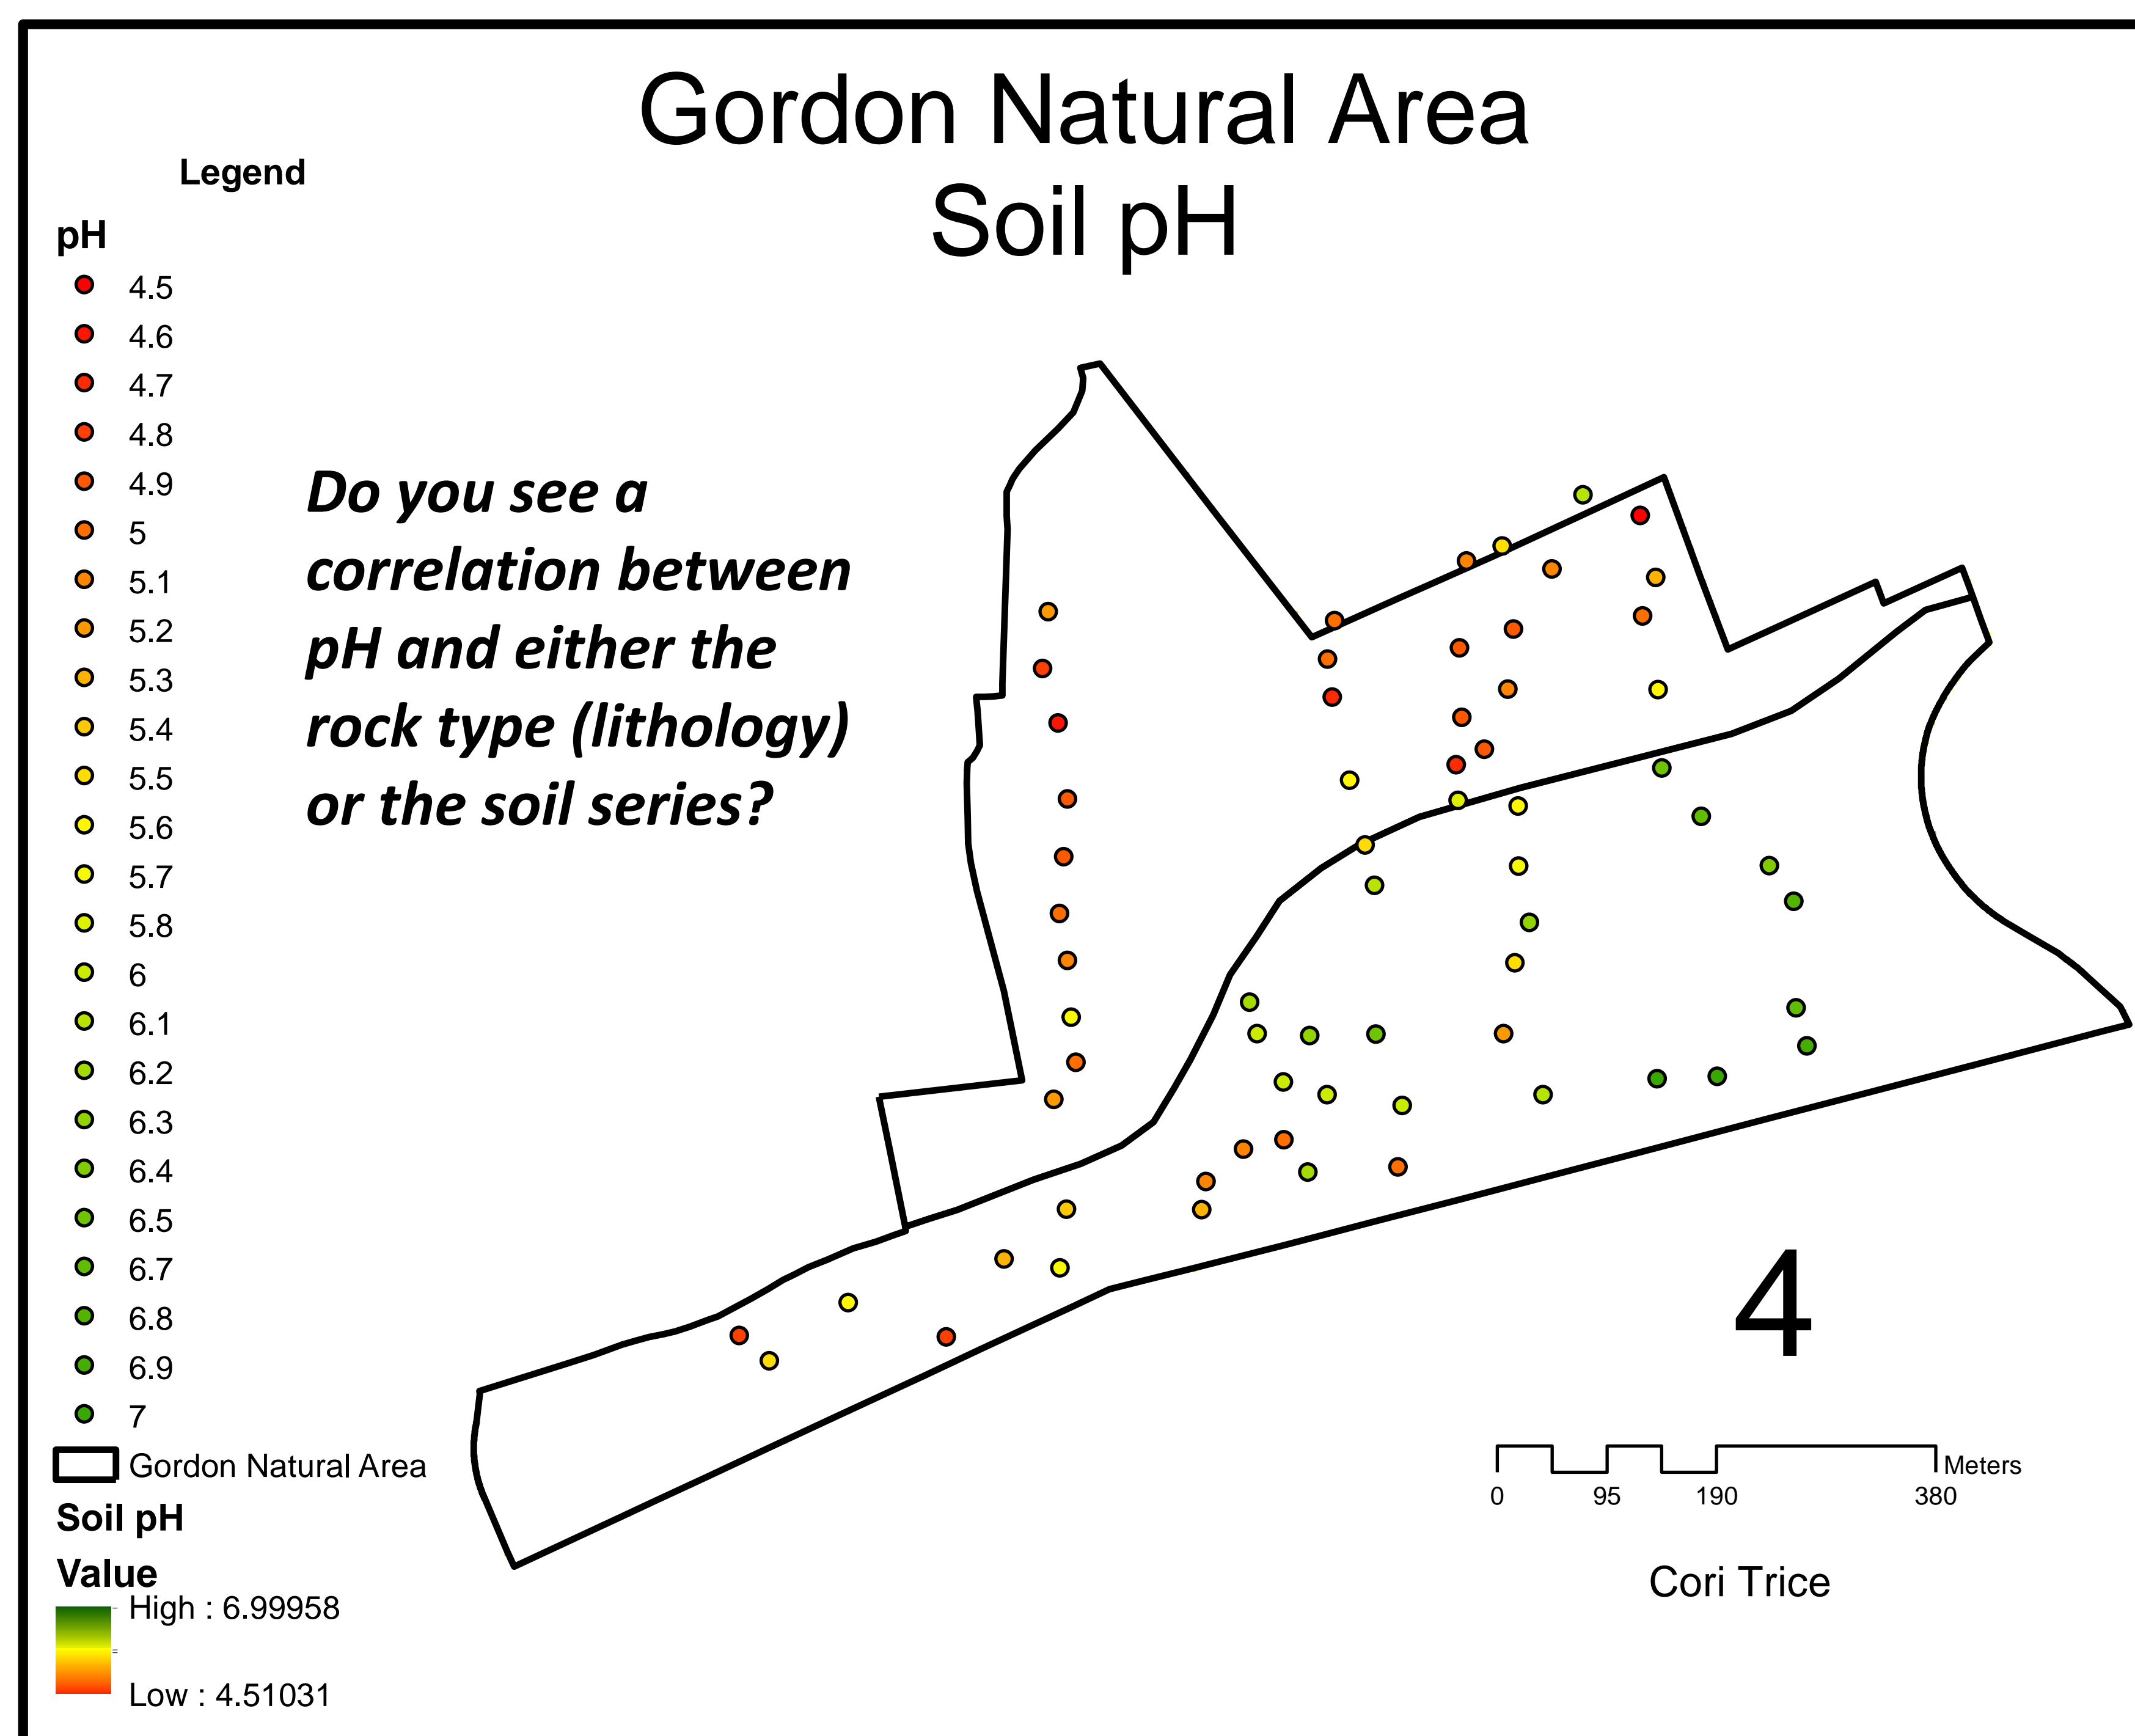 Gordon Natural Area
Soil pH
Legend
pH
4.5
4.6
4.7
4.8
4.9
5
5.1
5.2
5.3
5.4
5.5
5.6
5.7
5.8
6
6.1
6.2
6.3
6.4
6.5
6.7
6.8
6.9
7
Gordon Natural Area
Soil pH
Value
High : 6.99958
Low : 4.51031
Do you see a
correlation between
pH and either the
rock type (lithology)
or the soil series?
4
Meters
0 95 190 380
Cori Trice